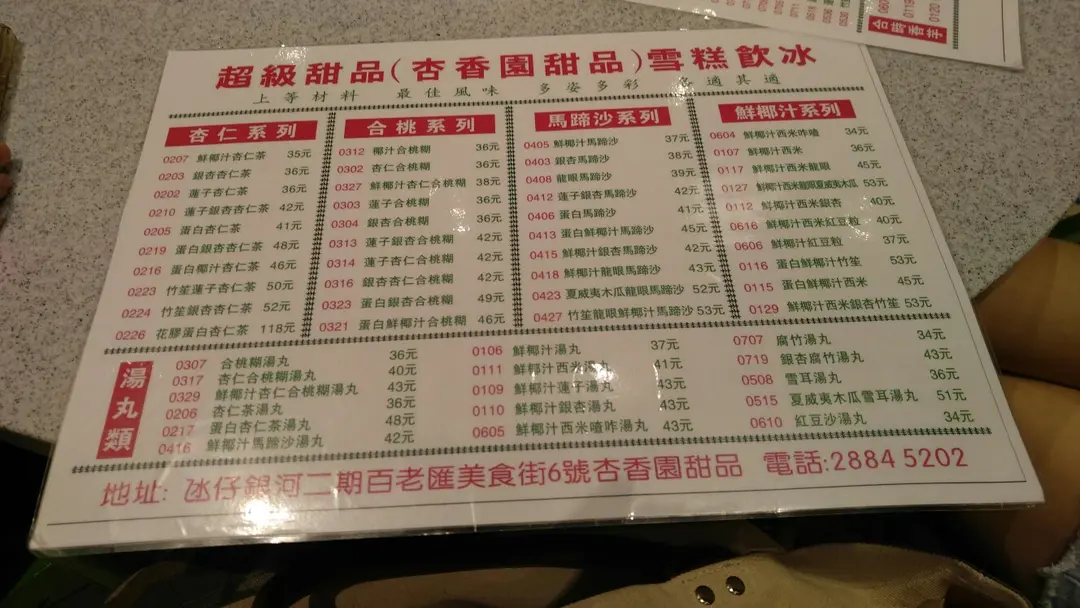 超級甜品(杏香園甜品)雪糕飲冰
上等材料 最佳風味 多姿多彩 各適其適
杏仁系列
0207 鮮椰汁杏仁茶 35元
0203 銀杏杏仁茶 36元
0202 蓮子杏仁茶 36元
0210 蓮子銀杏杏仁茶 42元
0205 蛋白杏仁茶 41元
0219 蛋白銀杏杏仁茶 48元
0216 蛋白椰汁杏仁茶 46元
0223 竹笙蓮子杏仁茶 50元
0224 竹笙銀杏杏仁茶 52元
0226 花膠蛋白杏仁茶 118元
合桃系列
0312 椰汁合桃糊 36元
0302 杏仁合桃糊 36元
0327 鮮椰汁杏仁合桃糊 38元
0303 蓮子合桃糊 36元
0304 銀杏合桃糊 36元
0313 蓮子銀杏合桃糊 42元
0314 蓮子杏仁合桃糊 42元
0316 銀杏杏仁合桃糊 42元
0323 蛋白銀杏合桃糊 49元
0321 蛋白鮮椰汁合桃糊 46元
馬蹄沙系列
0405 鮮椰汁馬蹄沙 37元
0403 銀杏馬蹄沙 38元
0408 龍眼馬蹄沙 39元
0412 蓮子銀杏馬蹄沙 42元
0406 蛋白馬蹄沙 41元
0413 蛋白鮮椰汁馬蹄沙 45元
0415 鮮椰汁銀杏馬蹄沙 42元
0418 鮮椰汁龍眼馬蹄沙 43元
0423 夏威夷木瓜龍眼馬蹄沙 52元
0427 竹笙龍眼鮮椰汁馬蹄沙 53元
鮮椰汁系列
0604 鮮椰汁西米咋嗱 34元
0107 鮮椰汁西米 36元
0117 鮮椰汁西米龍眼 45元
0127 鮮椰汁西米龍眼夏威夷木瓜 53元
0112 鮮椰汁西米銀杏 40元
0616 鮮椰汁西米紅豆粒 40元
0606 鮮椰汁紅豆粒 37元
0116 蛋白鮮椰汁竹笙 53元
0115 蛋白鮮椰汁西米 45元
0129 鮮椰汁西米銀杏竹笙 53元
湯丸類
0307 合桃糊湯丸 36元
0317 杏仁合桃糊湯丸 40元
0329 鮮椰汁杏仁合桃糊湯丸 43元
0206 杏仁茶湯丸 36元
0217 蛋白杏仁茶湯丸 48元
0416 鮮椰汁馬蹄沙湯丸 42元
0106 鮮椰汁湯丸 37元
0111 鮮椰汁西米湯丸 41元
0109 鮮椰汁蓮子湯丸 43元
0110 鮮椰汁銀杏湯丸 43元
0605 鮮椰汁西米喳咋湯丸 43元
0707 腐竹湯丸 34元
0719 銀杏腐竹湯丸 43元
0508 雪耳湯丸 36元
0515 夏威夷木瓜雪耳湯丸 51元
0610 紅豆沙湯丸 34元
地址: 氹仔銀河二期百老匯美食街6號杏香園甜品 電話:2884 5202